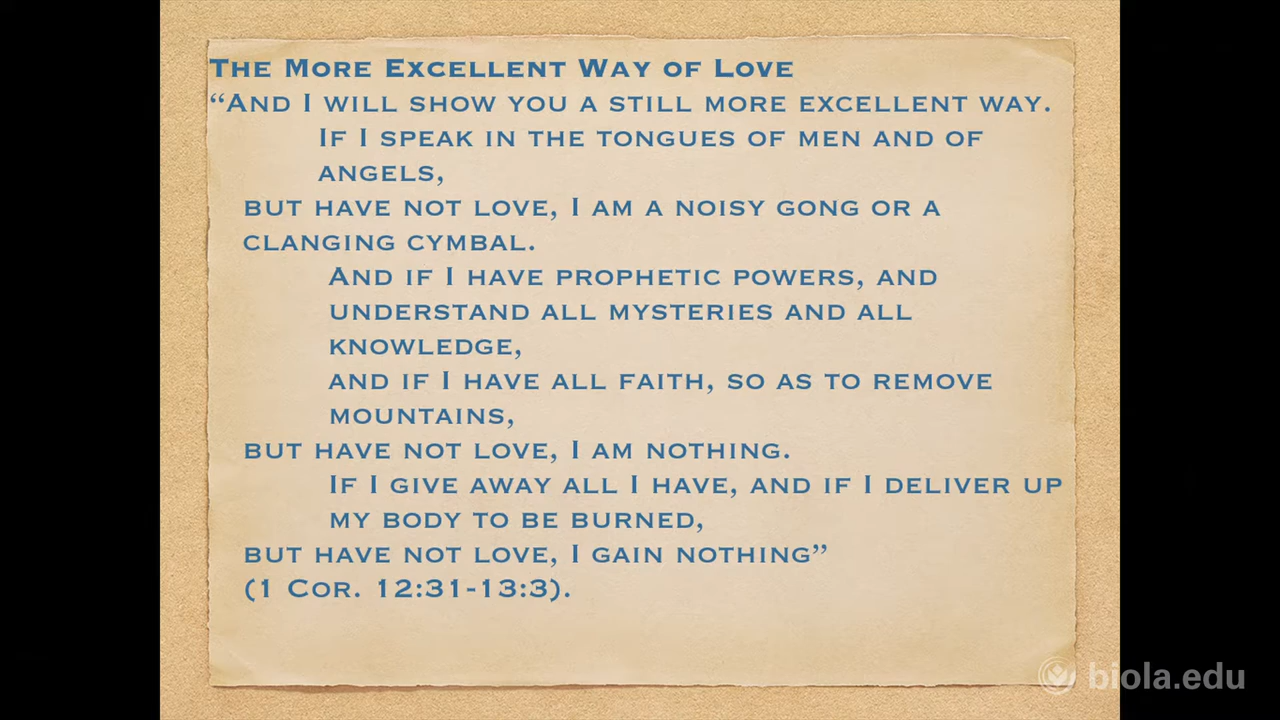 The More Excellent Way of Love
“And I will show you a still more excellent way.
If I speak in the tongues of men and of
angels,
but have not love, I am a noisy gong or a
clanging cymbal.
And if I have prophetic powers, and
understand all mysteries and all
knowledge,
and if I have all faith, so as to remove
mountains,
but have not love, I am nothing.
If I give away all I have, and if I deliver up
my body to be burned,
but have not love, I gain nothing”
(1 Cor. 12:31-13:3).
biola.edu